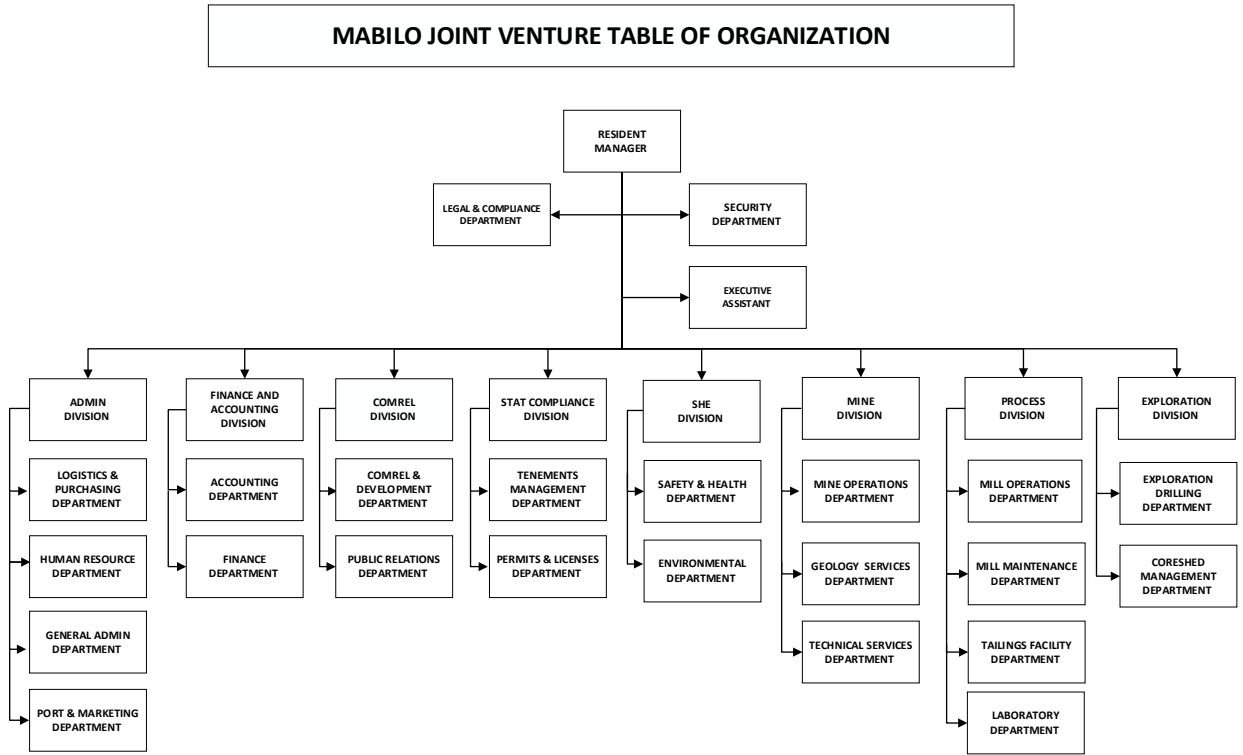 MABILO JOINT VENTURE TABLE OF ORGANIZATION
RESIDENT
MANAGER
LEGAL & COMPLIANCE
DEPARTMENT
SECURITY
DEPARTMENT
EXECUTIVE
ASSISTANT
ADMIN
DIVISION
FINANCE AND
ACCOUNTING
DIVISION
COMREL
DIVISION
STAT COMPLIANCE
DIVISION
SHE
DIVISION
MINE
DIVISION
PROCESS
DIVISION
EXPLORATION
DIVISION
LOGISTICS &
PURCHASING
DEPARTMENT
ACCOUNTING
DEPARTMENT
COMREL &
DEVELOPMENT
DEPARTMENT
TENEMENTS
MANAGEMENT
DEPARTMENT
SAFETY & HEALTH
DEPARTMENT
MINE OPERATIONS
DEPARTMENT
MILL OPERATIONS
DEPARTMENT
EXPLORATION
DRILLING
DEPARTMENT
HUMAN RESOURCE
DEPARTMENT
FINANCE
DEPARTMENT
PUBLIC RELATIONS
DEPARTMENT
PERMITS & LICENSES
DEPARTMENT
ENVIRONMENTAL
DEPARTMENT
GEOLOGY SERVICES
DEPARTMENT
MILL MAINTENANCE
DEPARTMENT
CORESHED
MANAGEMENT
DEPARTMENT
GENERAL ADMIN
DEPARTMENT
TECHNICAL SERVICES
DEPARTMENT
TAILINGS FACILITY
DEPARTMENT
PORT & MARKETING
DEPARTMENT
LABORATORY
DEPARTMENT